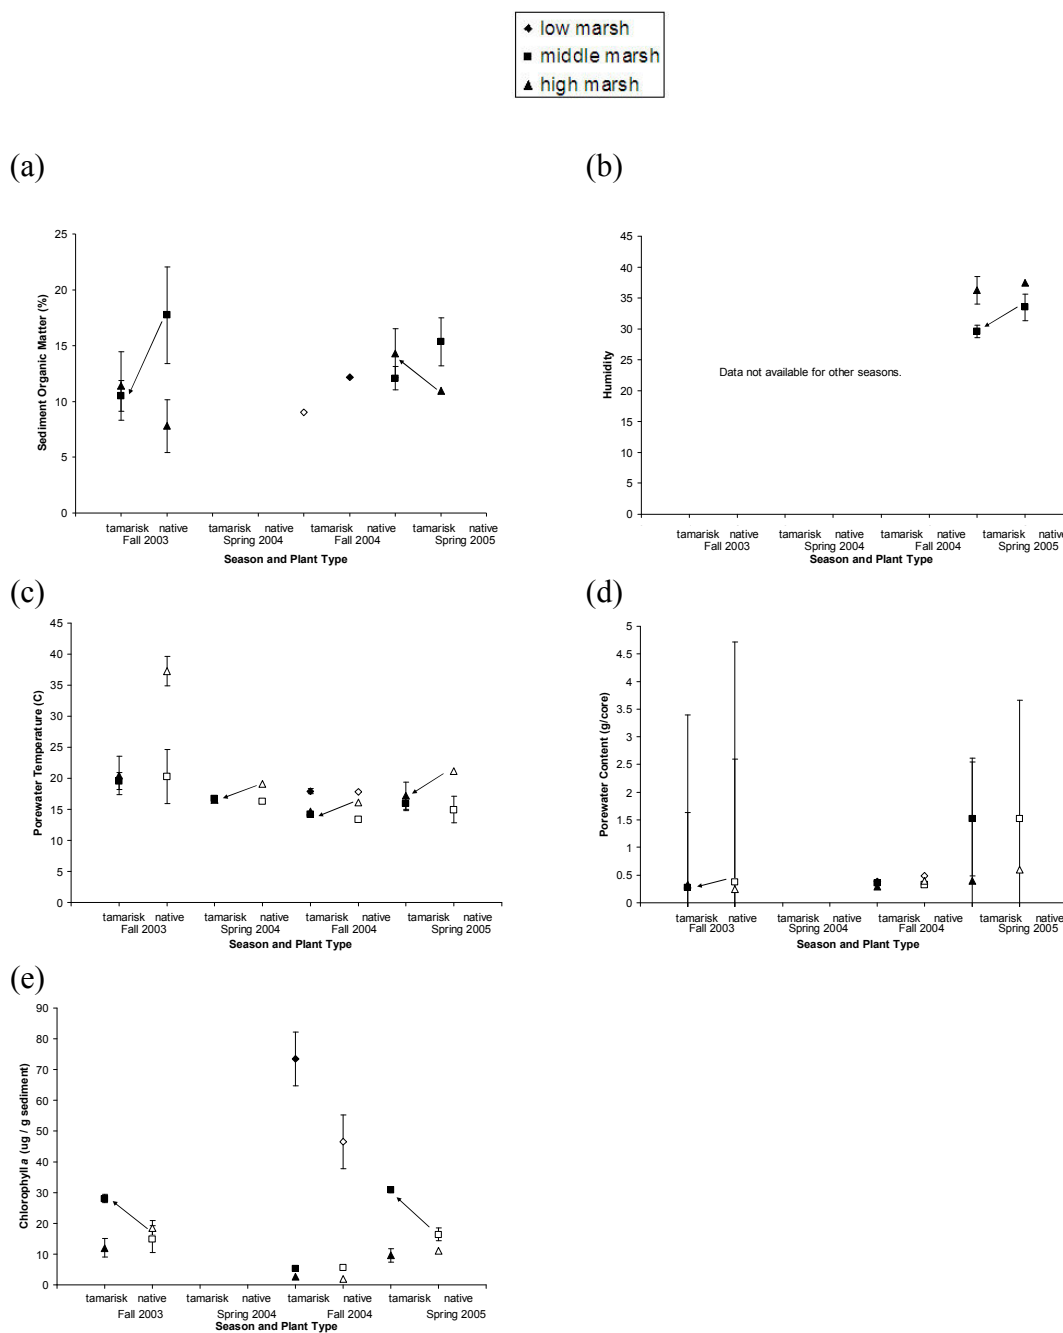 low marsh
middle marsh
high marsh
(a)
(b)
25
20
15
10
5
0
Sediment Organic Matter (%)
tamarisk native tamarisk native tamarisk native tamarisk native
Fall 2003 Spring 2004 Fall 2004 Spring 2005
Season and Plant Type
45
40
35
30
25
20
15
10
5
0
Humidity
Data not available for other seasons.
tamarisk native tamarisk native tamarisk native tamarisk native
Fall 2003 Spring 2004 Fall 2004 Spring 2005
Season and Plant Type
(c)
(d)
45
40
35
30
25
20
15
10
5
0
Porewater Temperature (C)
tamarisk native tamarisk native tamarisk native tamarisk native
Fall 2003 Spring 2004 Fall 2004 Spring 2005
Season and Plant Type
5
4.5
4
3.5
3
2.5
2
1.5
1
0.5
0
Porewater Content (g/core)
tamarisk native tamarisk native tamarisk native tamarisk native
Fall 2003 Spring 2004 Fall 2004 Spring 2005
Season and Plant Type
(e)
90
80
70
60
50
40
30
20
10
0
Chlorophyll a (ug / g sediment)
tamarisk native tamarisk native tamarisk native tamarisk native
Fall 2003 Spring 2004 Fall 2004 Spring 2005
Season and Plant Type